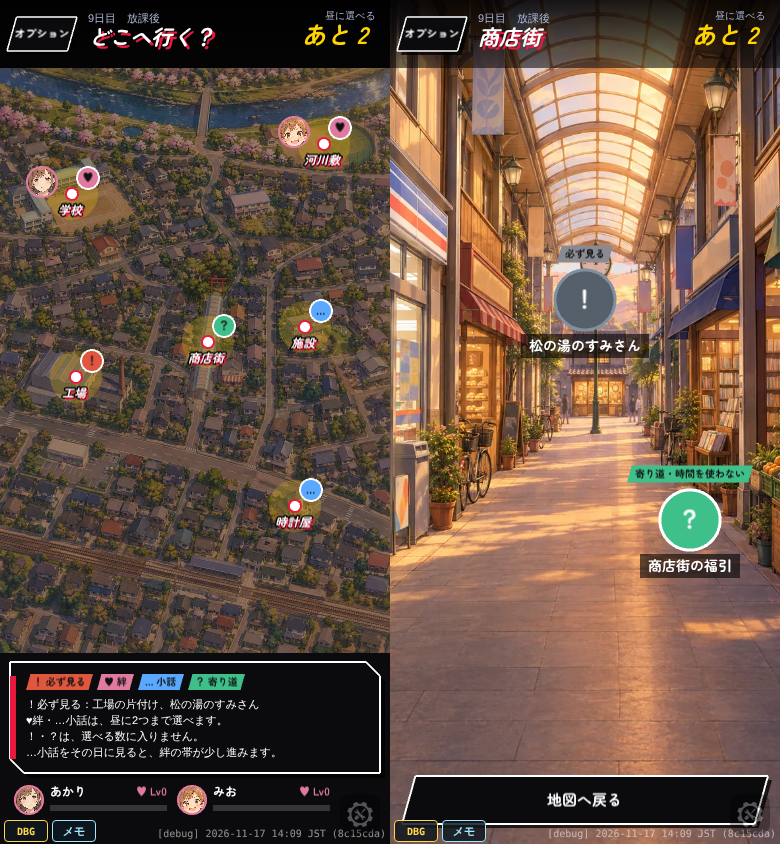 オプション
9日目 放課後
どこへ行く?
昼に選べる
あと 2
河川敷
学校
?
商店街
...
施設
!
工場
...
時計屋
! 必ず見る ♥ 絆 … 小話 ? 寄り道
!必ず見る:工場の片付け、松の湯のすみさん
♥絆・…小話は、昼に2つまで選べます。
!・?は、選べる数に入りません。
…小話をその日に見ると、絆の帯が少し進みます。
あかり ♥ Lv0 みお ♥ Lv0
DBG メモ [debug] 2026-11-17 14:09 JST (8c15cda)
オプション
9日目 放課後
商店街
昼に選べる
あと 2
必ず見る
!
松の湯のすみさん
寄り道・時間を使わない
?
商店街の福引
地図へ戻る
DBG メモ [debug] 2026-11-17 14:09 JST (8c15cda)